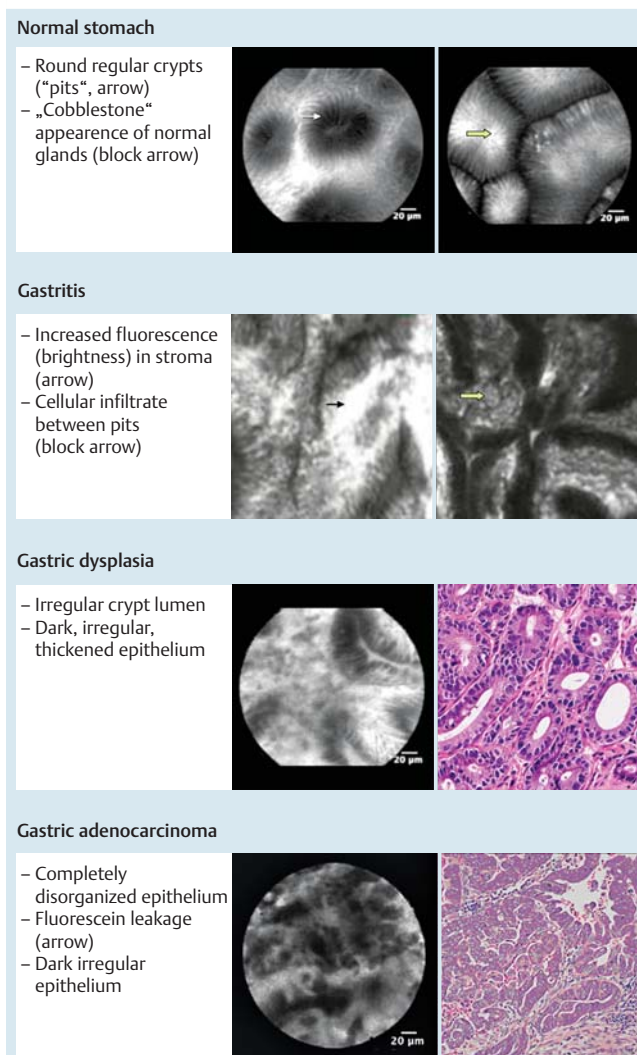 Normal stomach
– Round regular crypts
(“pits“, arrow)
– „Cobblestone“
appearence of normal
glands (block arrow)
20 µm
20 µm
Gastritis
– Increased fluorescence
(brightness) in stroma
(arrow)
– Cellular infiltrate
between pits
(block arrow)
Gastric dysplasia
– Irregular crypt lumen
– Dark, irregular,
thickened epithelium
20 µm
Gastric adenocarcinoma
– Completely
disorganized epithelium
– Fluorescein leakage
(arrow)
– Dark irregular
epithelium
20 µm